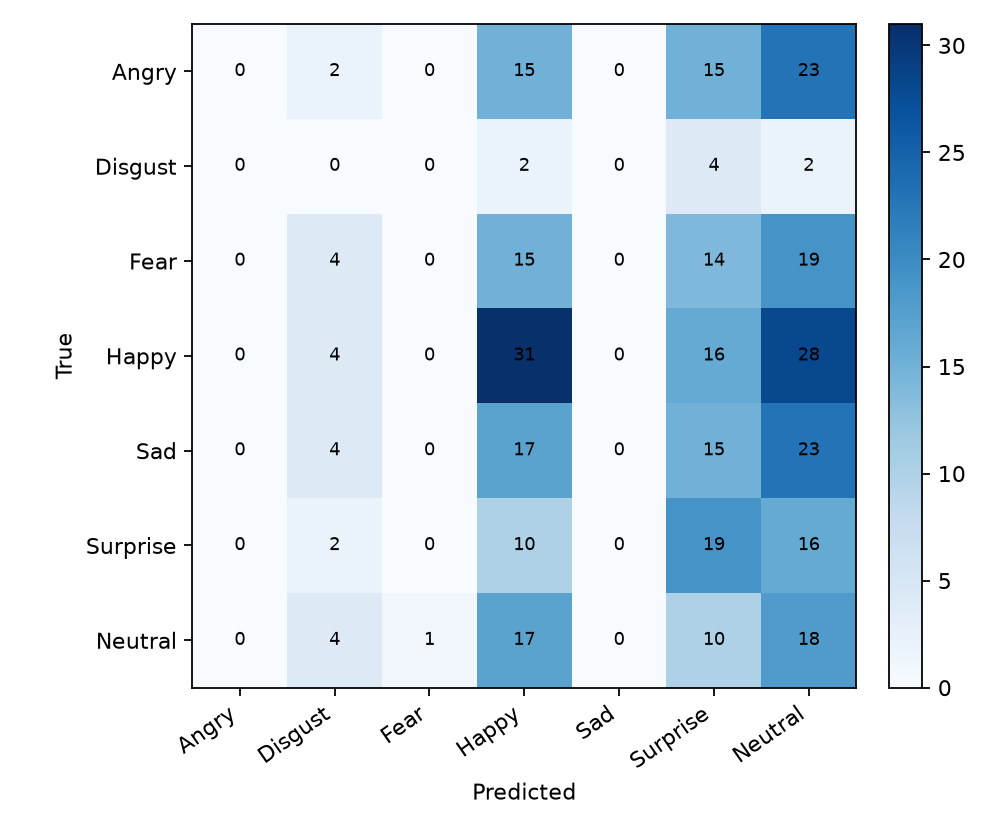 Angry 0 2 0 15 0 15 23
Disgust 0 0 0 2 0 4 2
Fear 0 4 0 15 0 14 19
Happy 0 4 0 31 0 16 28
Sad 0 4 0 17 0 15 23
Surprise 0 2 0 10 0 19 16
Neutral 0 4 1 17 0 10 18
True
Angry Disgust Fear Happy Sad Surprise Neutral
Predicted
30
25
20
15
10
5
0